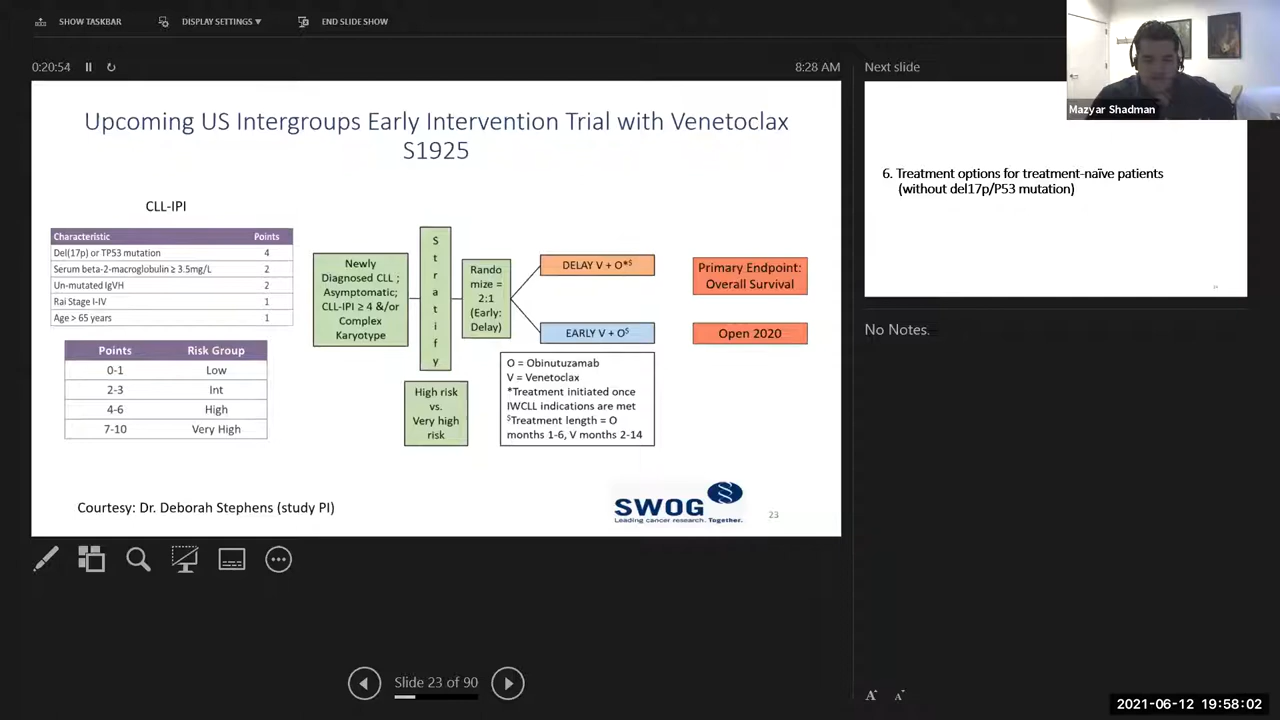 SHOW TASKBAR
DISPLAY SETTINGS ▼
END SLIDE SHOW
0:20:54
8:28 AM
Next slide
Mazyar Shadman
Upcoming US Intergroups Early Intervention Trial with Venetoclax
S1925
CLL-IPI
Characteristic Points
Del(17p) or TP53 mutation 4
Serum beta-2-macroglobulin ≥ 3.5mg/L 2
Un-mutated IgVH 2
Rai Stage I-IV 1
Age > 65 years 1
Points Risk Group
0-1 Low
2-3 Int
4-6 High
7-10 Very High
Newly
Diagnosed CLL ;
Asymptomatic;
CLL-IPI ≥ 4 &/or
Complex
Karyotype
S
t
r
a
t
i
f
y
High risk
vs.
Very high
risk
Rando
mize =
2:1
(Early:
Delay)
DELAY V + O*$
EARLY V + O$
O = Obinutuzamab
V = Venetoclax
*Treatment initiated once
IWCLL indications are met
$Treatment length = O
months 1-6, V months 2-14
Primary Endpoint:
Overall Survival
Open 2020
Courtesy: Dr. Deborah Stephens (study PI)
SWOG
Leading cancer research. Together.
23
6. Treatment options for treatment-naïve patients
(without del17p/P53 mutation)
No Notes.
Slide 23 of 90
A A
2021-06-12 19:58:02